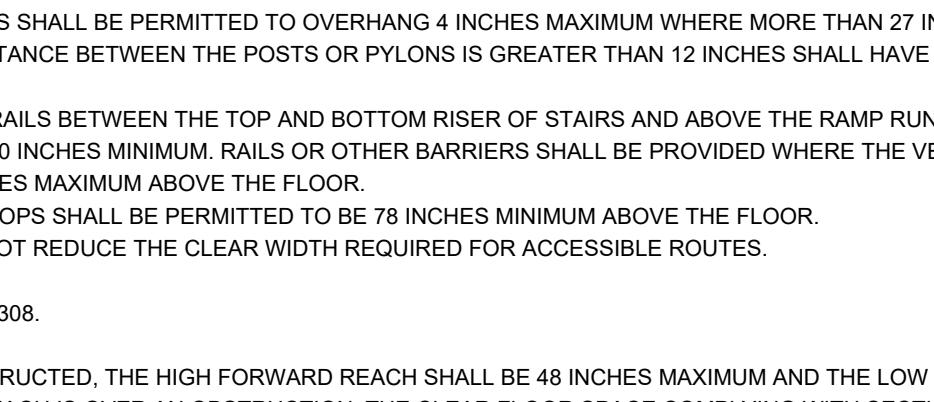 S SHALL BE PERMITTED TO OVERHANG 4 INCHES MAXIMUM WHERE MORE THAN 27 IN
TANCE BETWEEN THE POSTS OR PYLONS IS GREATER THAN 12 INCHES SHALL HAVE
RAILS BETWEEN THE TOP AND BOTTOM RISER OF STAIRS AND ABOVE THE RAMP RUN
0 INCHES MINIMUM. RAILS OR OTHER BARRIERS SHALL BE PROVIDED WHERE THE VE
ES MAXIMUM ABOVE THE FLOOR.
OPS SHALL BE PERMITTED TO BE 78 INCHES MINIMUM ABOVE THE FLOOR.
OT REDUCE THE CLEAR WIDTH REQUIRED FOR ACCESSIBLE ROUTES.
308.
RUCTED, THE HIGH FORWARD REACH SHALL BE 48 INCHES MAXIMUM AND THE LOW